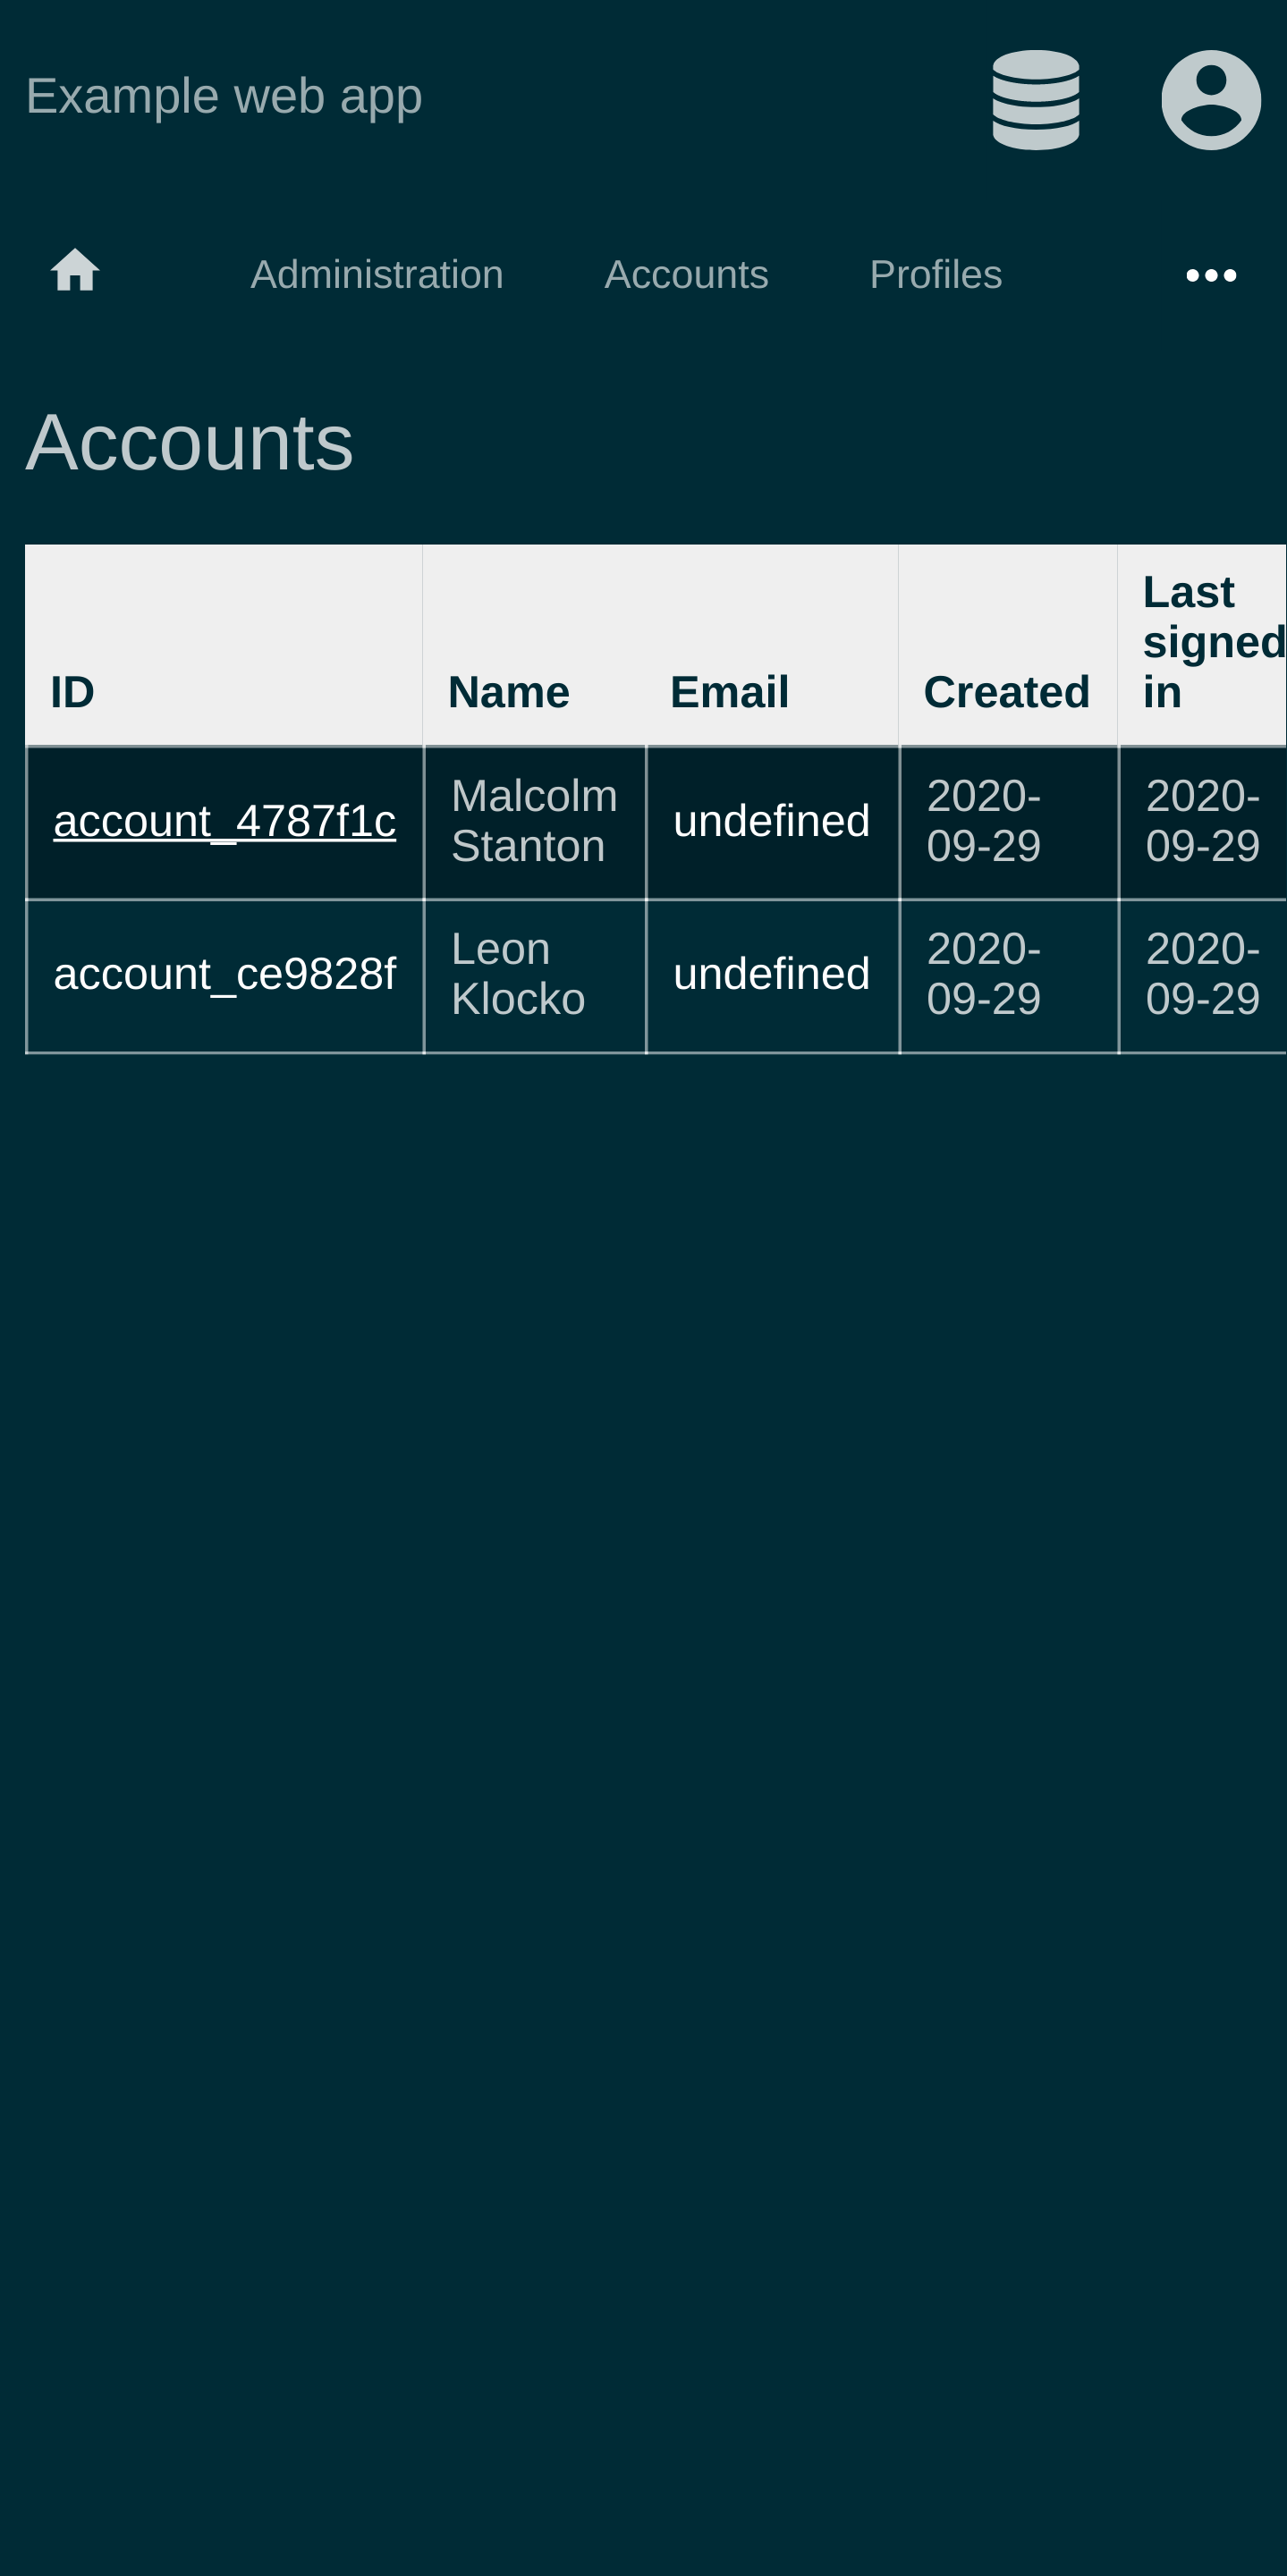 Example web app
Administration Accounts Profiles
Accounts
ID Name Email Created Last signed in
account_4787f1c Malcolm Stanton undefined 2020-09-29 2020-09-29
account_ce9828f Leon Klocko undefined 2020-09-29 2020-09-29